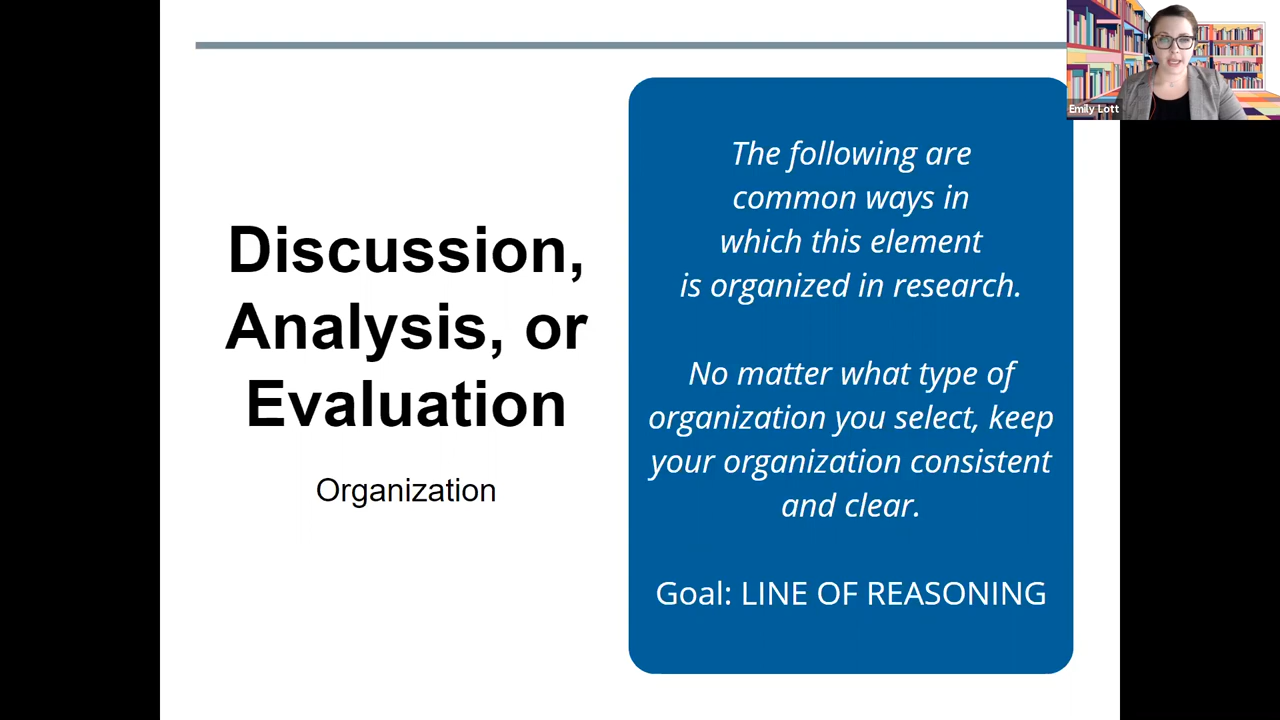 Discussion,
Analysis, or
Evaluation
Organization
The following are
common ways in
which this element
is organized in research.
No matter what type of
organization you select, keep
your organization consistent
and clear.
Goal: LINE OF REASONING
Emily Lott